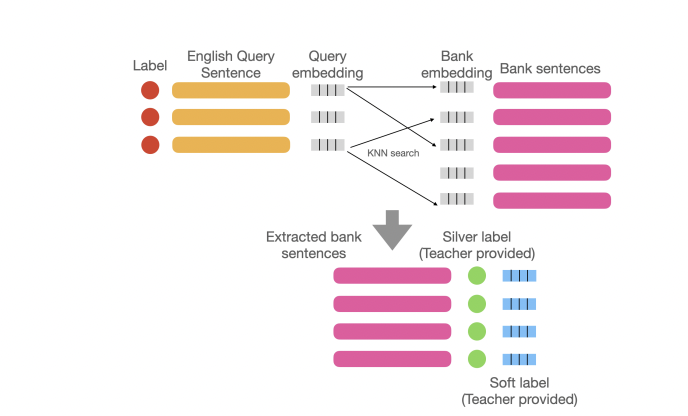 Label
English Query
Sentence
Query
embedding
Bank
embedding
Bank sentences
KNN search
Extracted bank
sentences
Silver label
(Teacher provided)
Soft label
(Teacher provided)